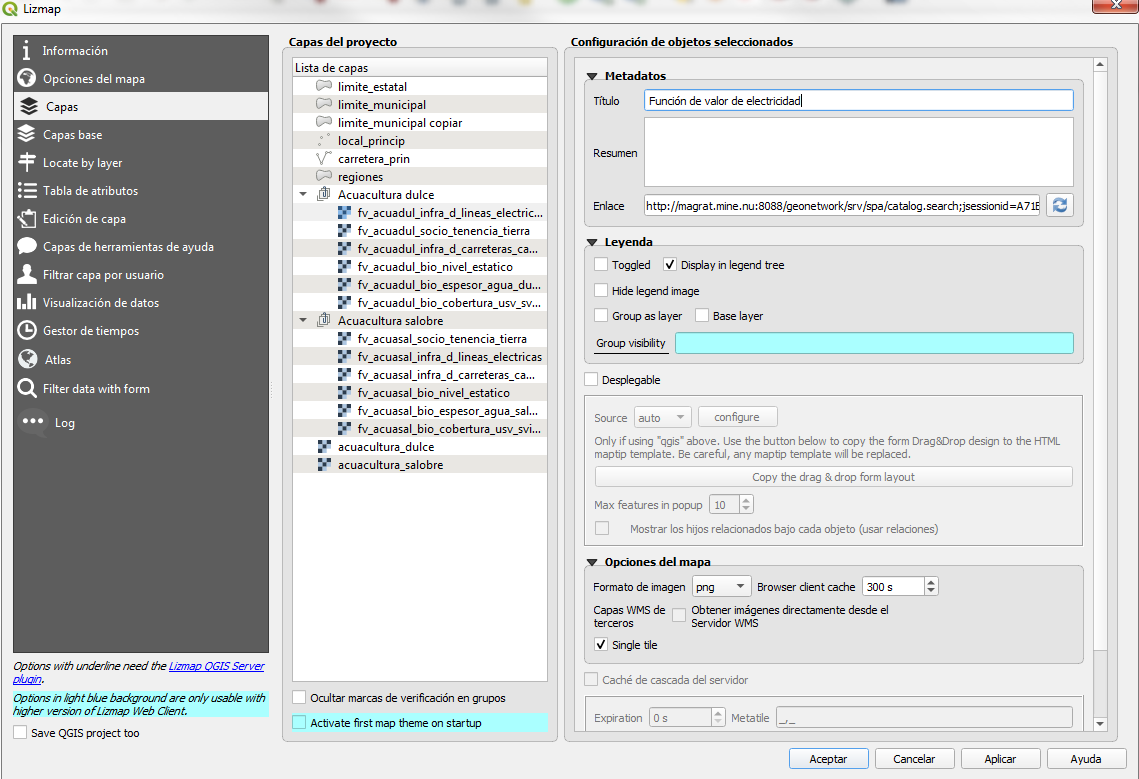 Lizmap
Información
Opciones del mapa
Capas
Capas base
Locate by layer
Tabla de atributos
Edición de capa
Capas de herramientas de ayuda
Filtrar capa por usuario
Visualización de datos
Gestor de tiempos
Atlas
Filter data with form
Log
Options with underline need the Lizmap QGIS Server
plugin.
Options in light blue background are only usable with
higher version of Lizmap Web Client.
Save QGIS project too
Capas del proyecto
Lista de capas
limite_estatal
limite_municipal
limite_municipal copiar
local_princip
carretera_prin
regiones
Acuacultura dulce
fv_acuadul_infra_d_lineas_electric...
fv_acuadul_socio_tenencia_tierra
fv_acuadul_infra_d_carreteras_ca...
fv_acuadul_bio_nivel_estatico
fv_acuadul_bio_espesor_agua_du...
fv_acuadul_bio_cobertura_usv_sv...
Acuacultura salobre
fv_acuasal_socio_tenencia_tierra
fv_acuasal_infra_d_lineas_electricas
fv_acuasal_infra_d_carreteras_ca...
fv_acuasal_bio_nivel_estatico
fv_acuasal_bio_espesor_agua_sal...
fv_acuasal_bio_cobertura_usv_svi...
acuacultura_dulce
acuacultura_salobre
Ocultar marcas de verificación en grupos
Activate first map theme on startup
Configuración de objetos seleccionados
Metadatos
Título Función de valor de electricidad
Resumen
Enlace http://magrat.mine.nu:8088/geonetwork/srv/spa/catalog.search;jsessionid=A71E
Leyenda
Toggled Display in legend tree
Hide legend image
Group as layer Base layer
Group visibility
Desplegable
Source auto configure
Only if using "qgis" above. Use the button below to copy the form Drag&Drop design to the HTML
maptip template. Be careful, any maptip template will be replaced.
Copy the drag & drop form layout
Max features in popup 10
Mostrar los hijos relacionados bajo cada objeto (usar relaciones)
Opciones del mapa
Formato de imagen png Browser client cache 300 s
Capas WMS de
terceros
Obtener imágenes directamente desde el
Servidor WMS
Single tile
Caché de cascada del servidor
Expiration 0 s Metatile _,_
Aceptar Cancelar Aplicar Ayuda